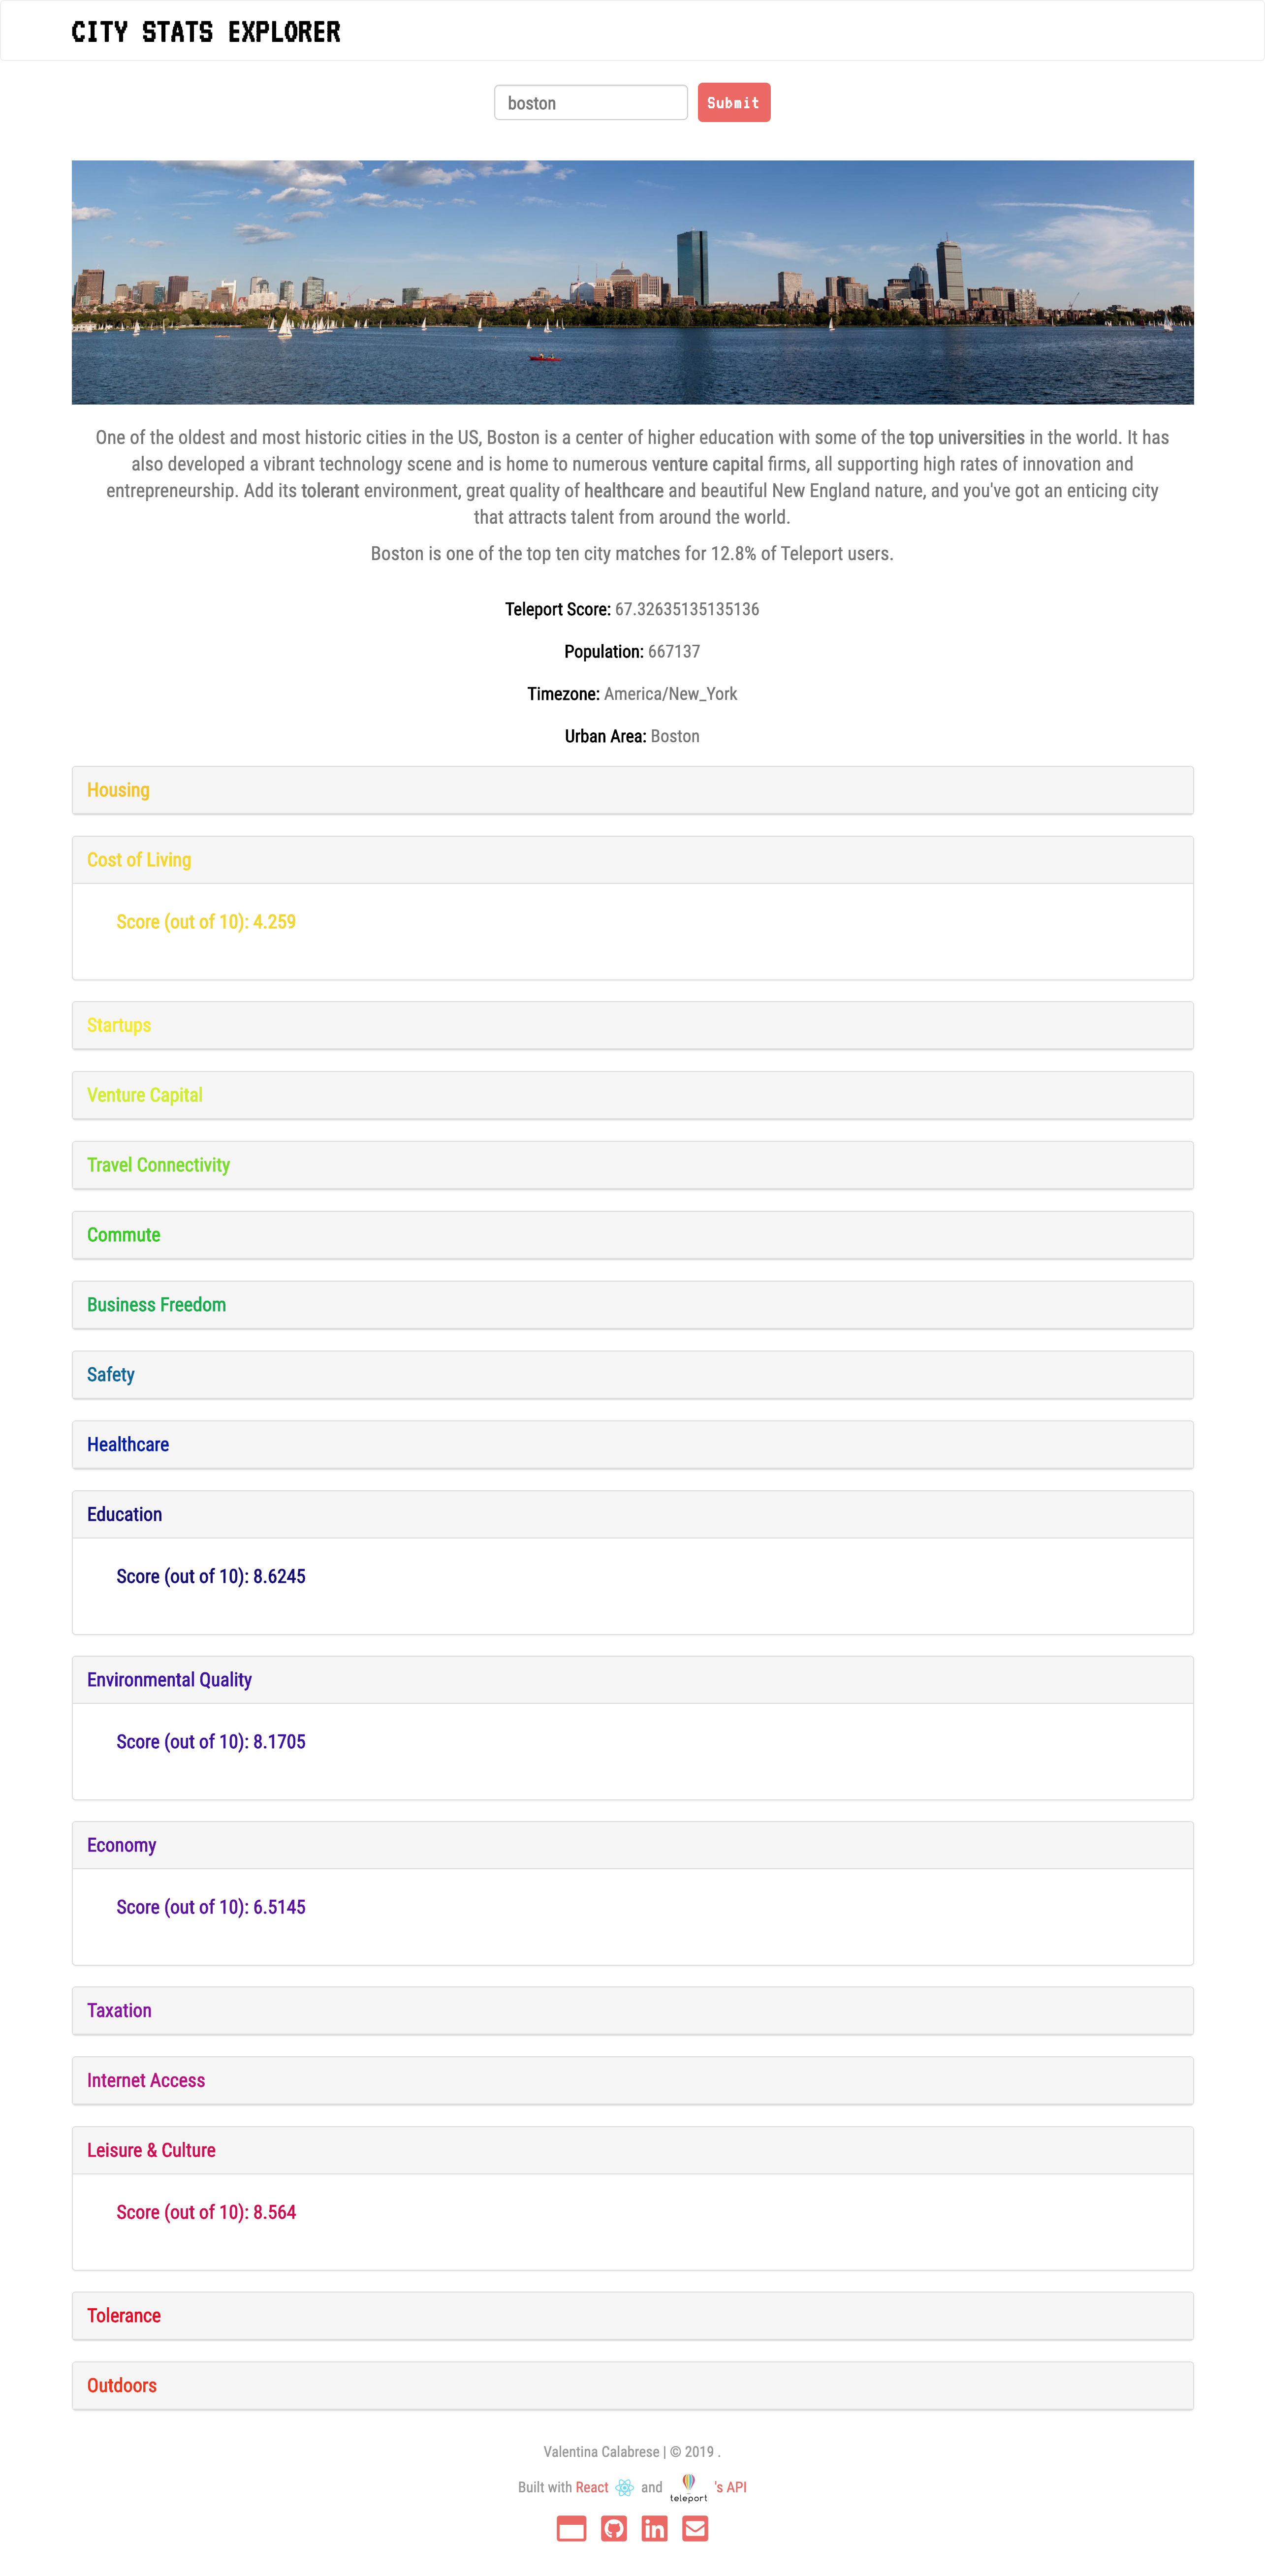 CITY STATS EXPLORER
boston
Submit
One of the oldest and most historic cities in the US, Boston is a center of higher education with some of the top universities in the world. It has
also developed a vibrant technology scene and is home to numerous venture capital firms, all supporting high rates of innovation and
entrepreneurship. Add its tolerant environment, great quality of healthcare and beautiful New England nature, and you've got an enticing city
that attracts talent from around the world.
Boston is one of the top ten city matches for 12.8% of Teleport users.
Teleport Score: 67.32635135135136
Population: 667137
Timezone: America/New_York
Urban Area: Boston
Housing
Cost of Living
Score (out of 10): 4.259
Startups
Venture Capital
Travel Connectivity
Commute
Business Freedom
Safety
Healthcare
Education
Score (out of 10): 8.6245
Environmental Quality
Score (out of 10): 8.1705
Economy
Score (out of 10): 6.5145
Taxation
Internet Access
Leisure & Culture
Score (out of 10): 8.564
Tolerance
Outdoors
Valentina Calabrese | © 2019 .
Built with React and teleport 's API